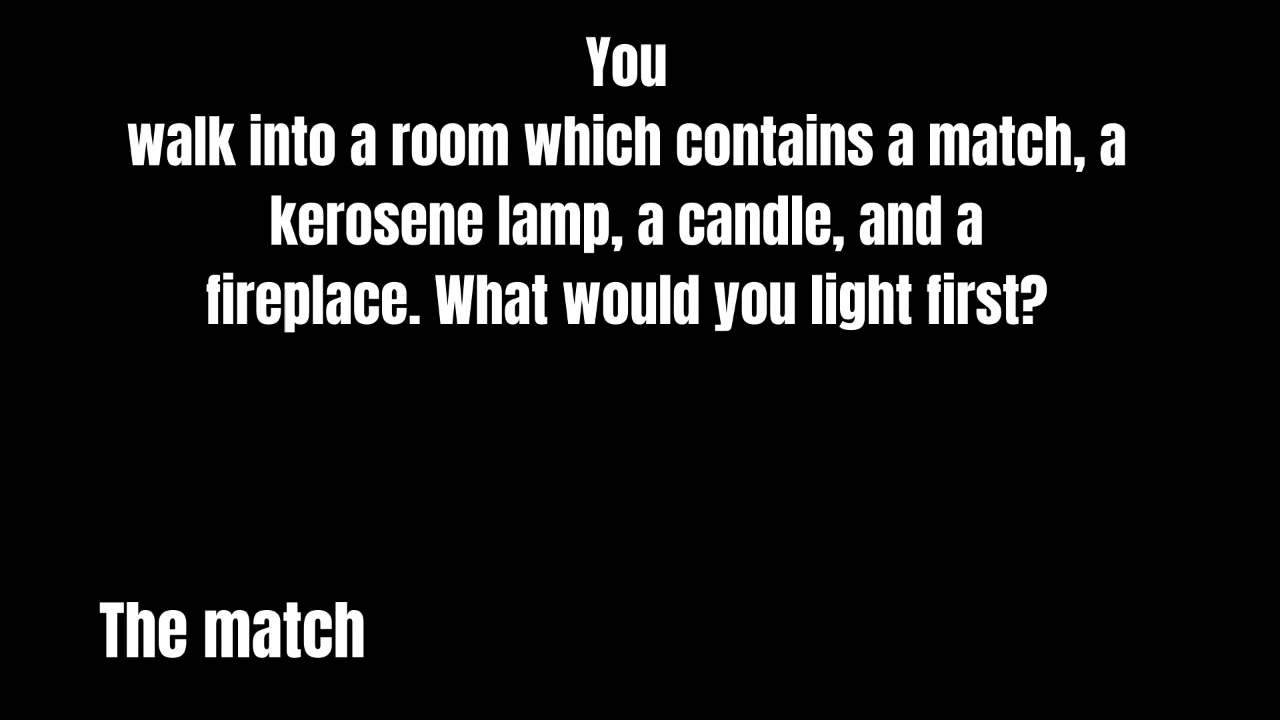 You
walk into a room which contains a match, a
kerosene lamp, a candle, and a
fireplace. What would you light first?
The match